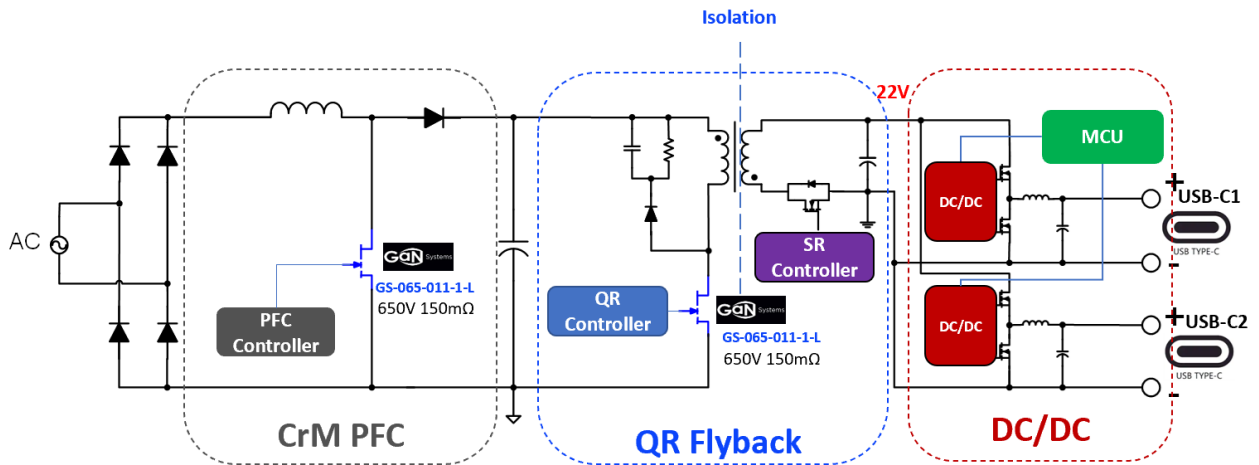 Isolation
22V
MCU
DC/DC
+
USB-C1
USB TYPE-C
-
AC
GaN Systems
GS-065-011-1-L
650V 150mΩ
PFC
Controller
QR
Controller
GaN Systems
GS-065-011-1-L
650V 150mΩ
SR
Controller
DC/DC
+
USB-C2
USB TYPE-C
-
CrM PFC
QR Flyback
DC/DC